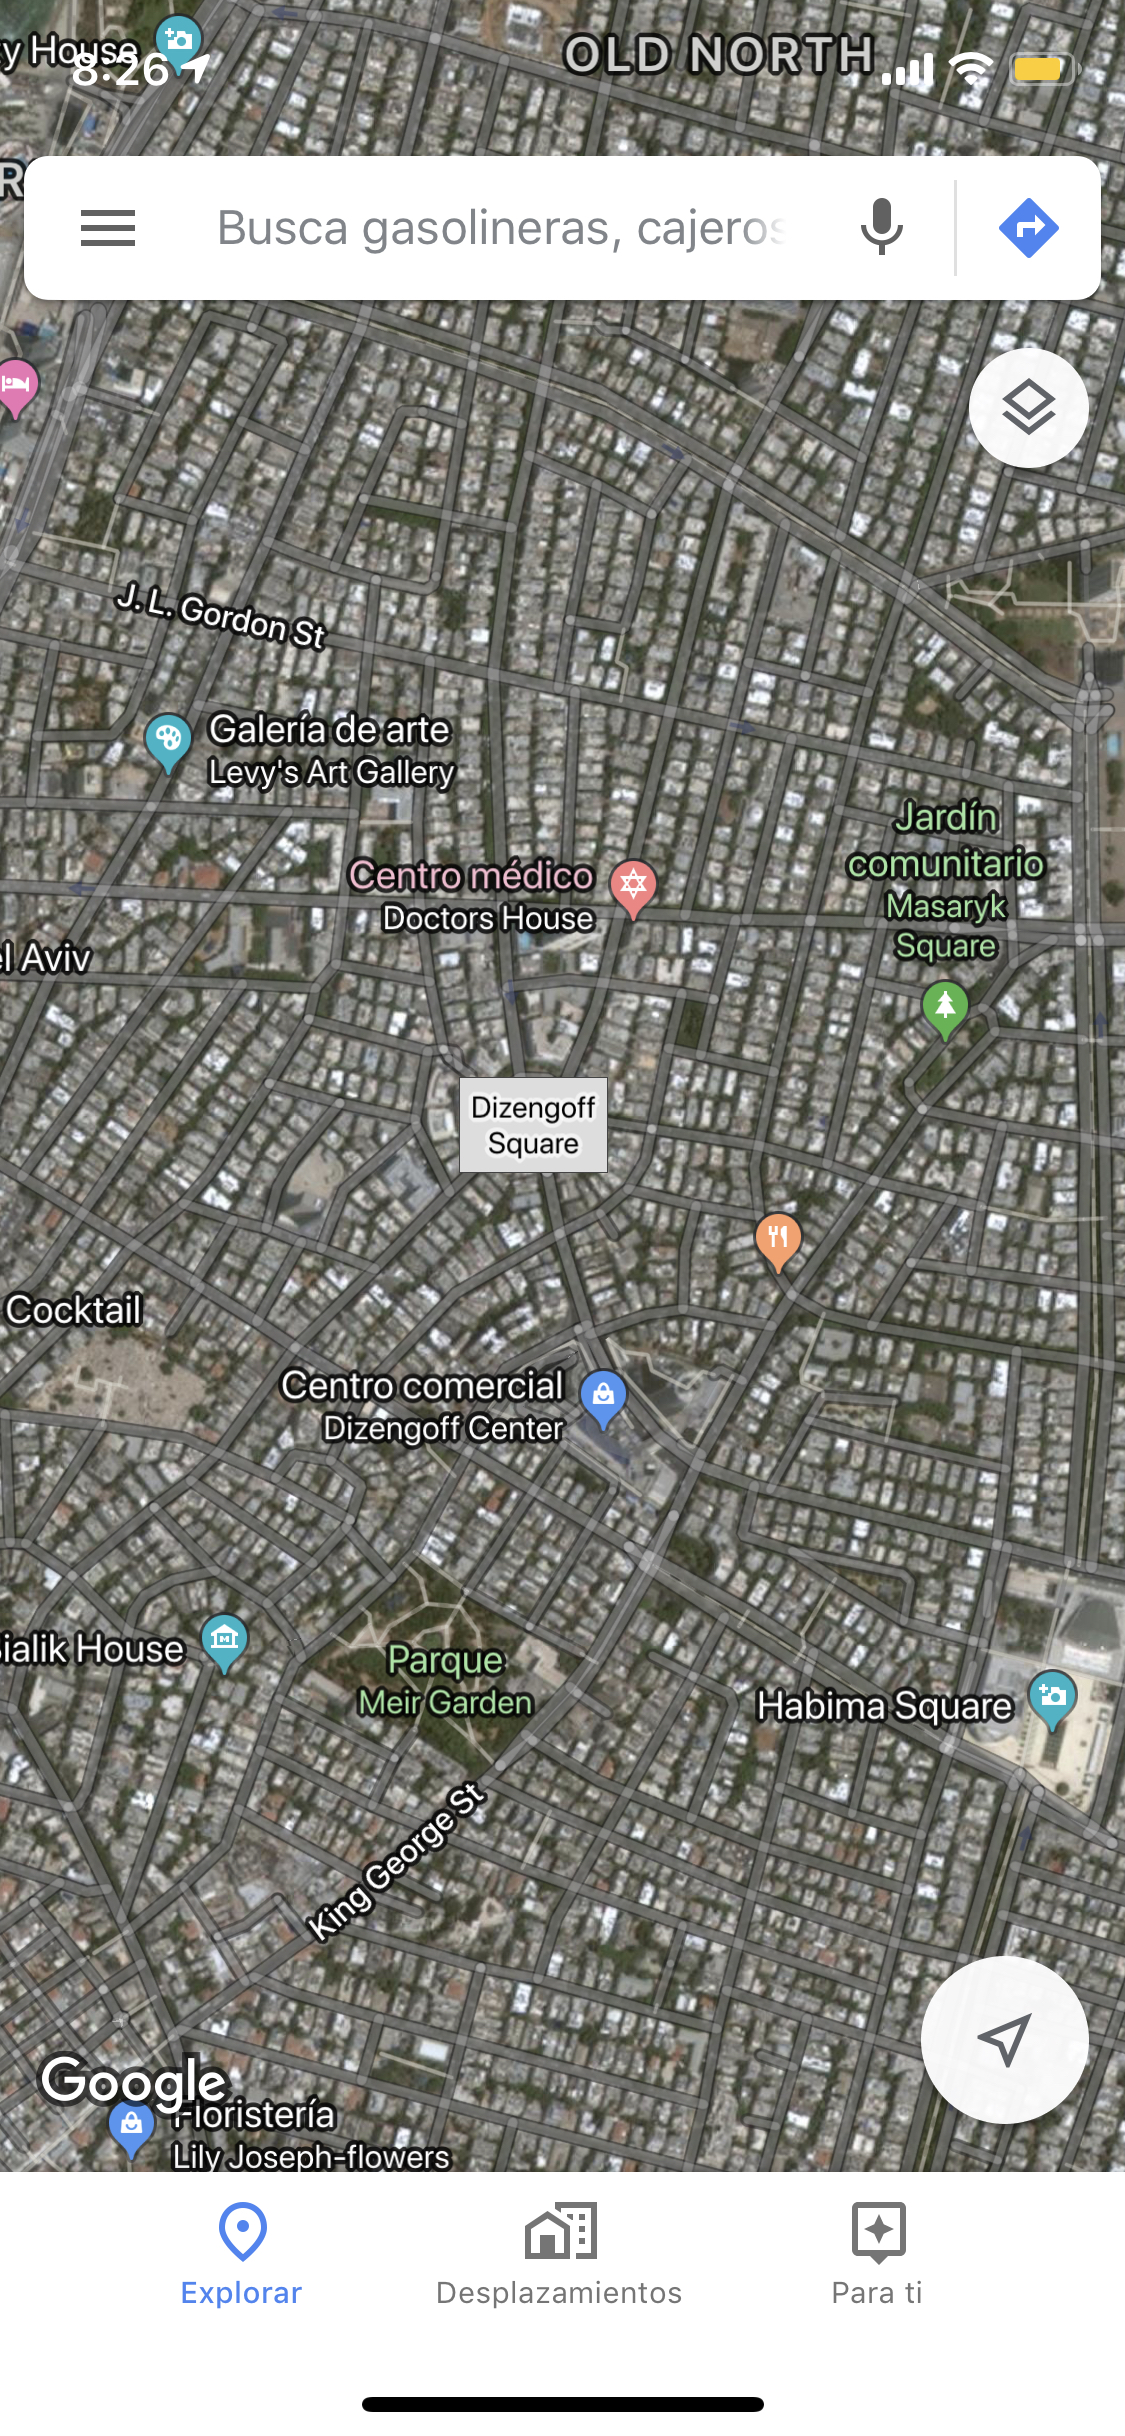 y House
8:26
OLD NORTH
R
Busca gasolineras, cajeros
J. L. Gordon St
Galería de arte
Levy's Art Gallery
Jardín
comunitario
Masaryk
Square
Centro médico
Doctors House
el Aviv
Dizengoff
Square
Cocktail
Centro comercial
Dizengoff Center
ialik House
Parque
Meir Garden
Habima Square
King George St
Google
Floristería
Lily Joseph-flowers
Explorar
Desplazamientos
Para ti